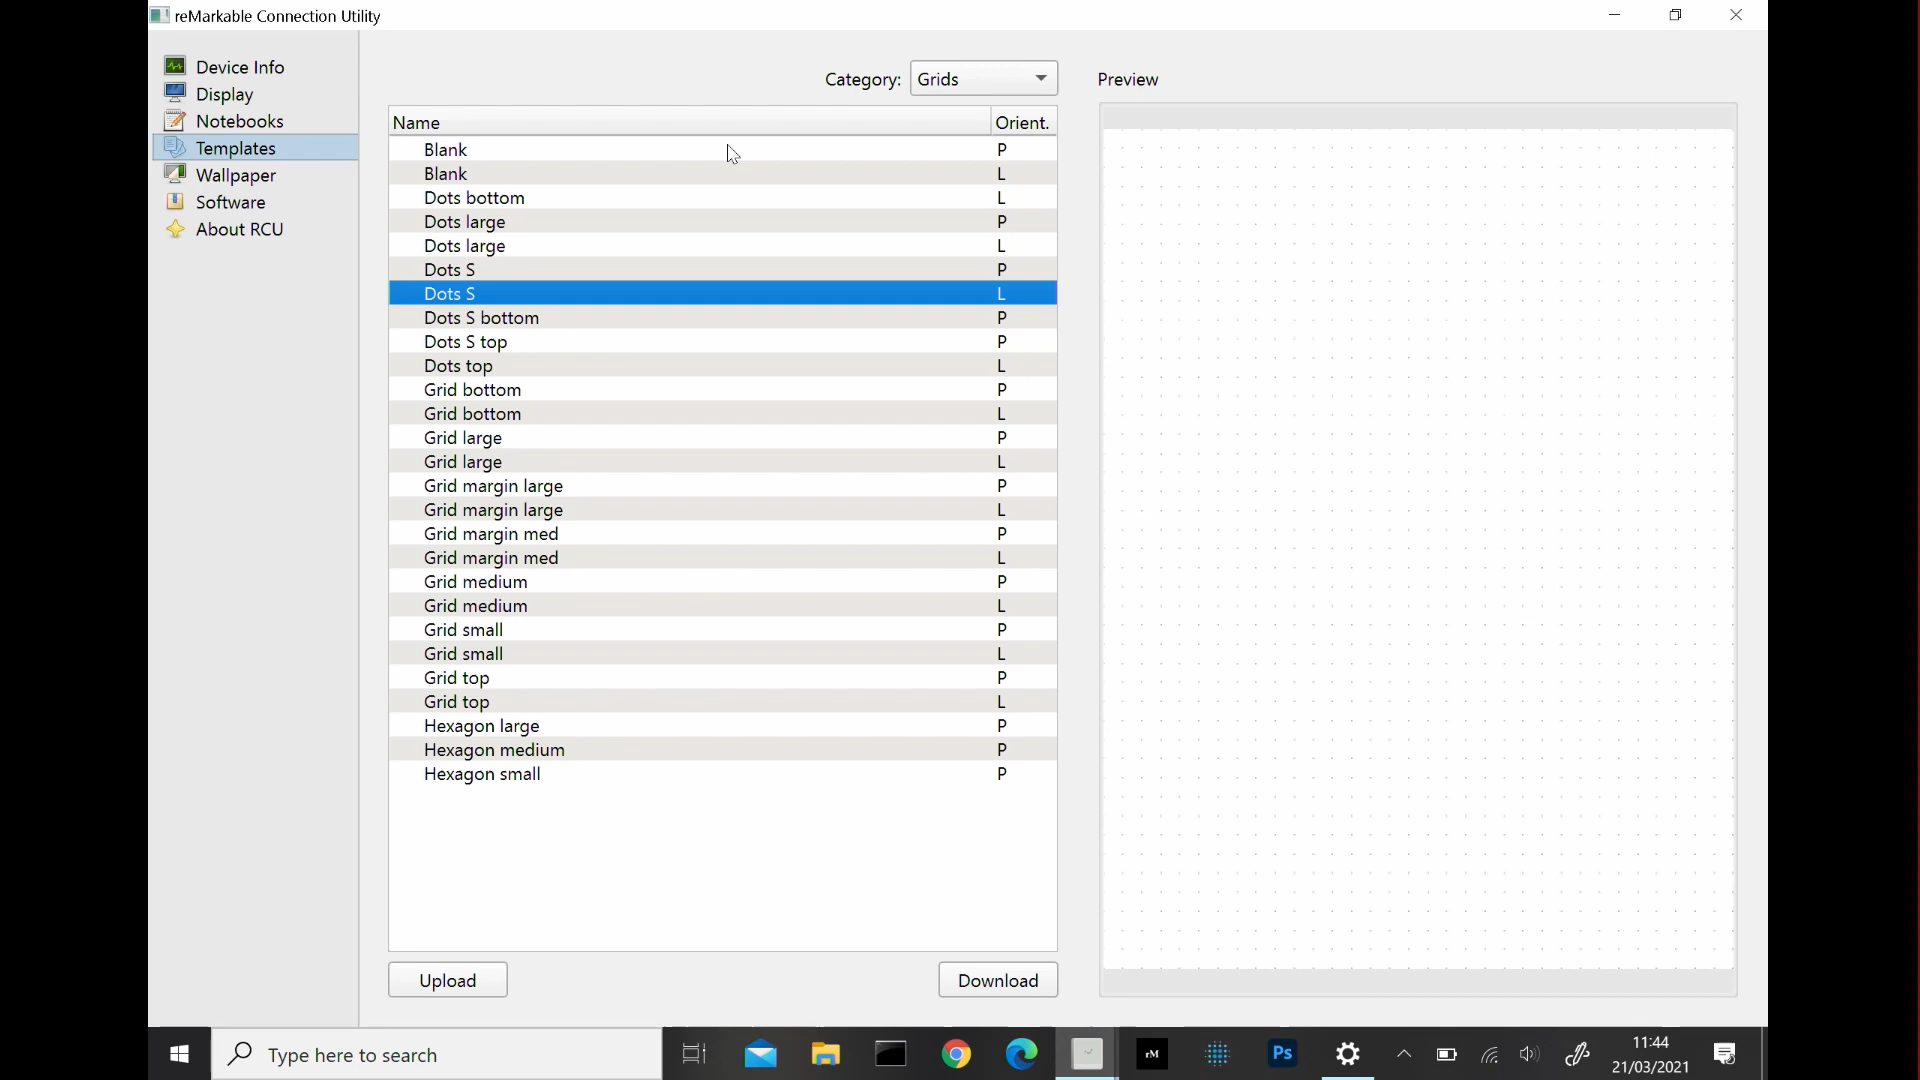 reMarkable Connection Utility
Device Info
Display
Notebooks
Templates
Wallpaper
Software
About RCU
Category: Grids
Preview
Name Orient.
Blank P
Blank L
Dots bottom L
Dots large P
Dots large L
Dots S P
Dots S L
Dots S bottom P
Dots S top P
Dots top L
Grid bottom P
Grid bottom L
Grid large P
Grid large L
Grid margin large P
Grid margin large L
Grid margin med P
Grid margin med L
Grid medium P
Grid medium L
Grid small P
Grid small L
Grid top P
Grid top L
Hexagon large P
Hexagon medium P
Hexagon small P
Upload Download
Type here to search
rM
Ps
11:44
21/03/2021